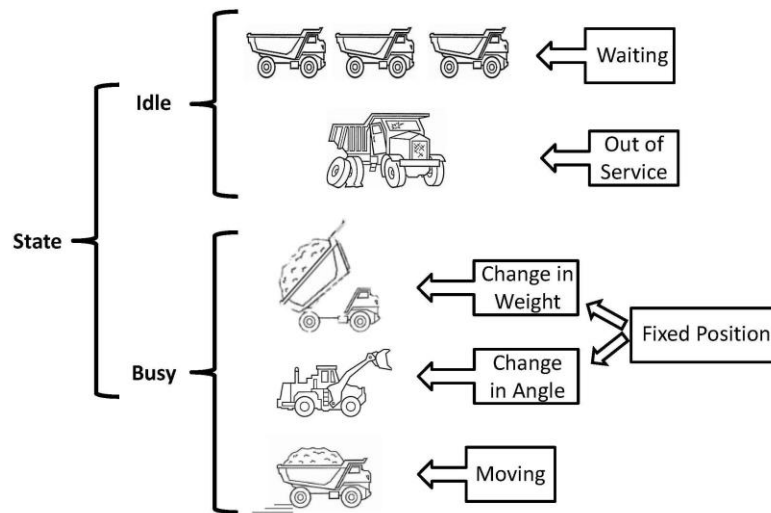 Waiting
Idle
Out of
Service
State
Change in
Weight
Fixed Position
Busy
Change
in Angle
Moving